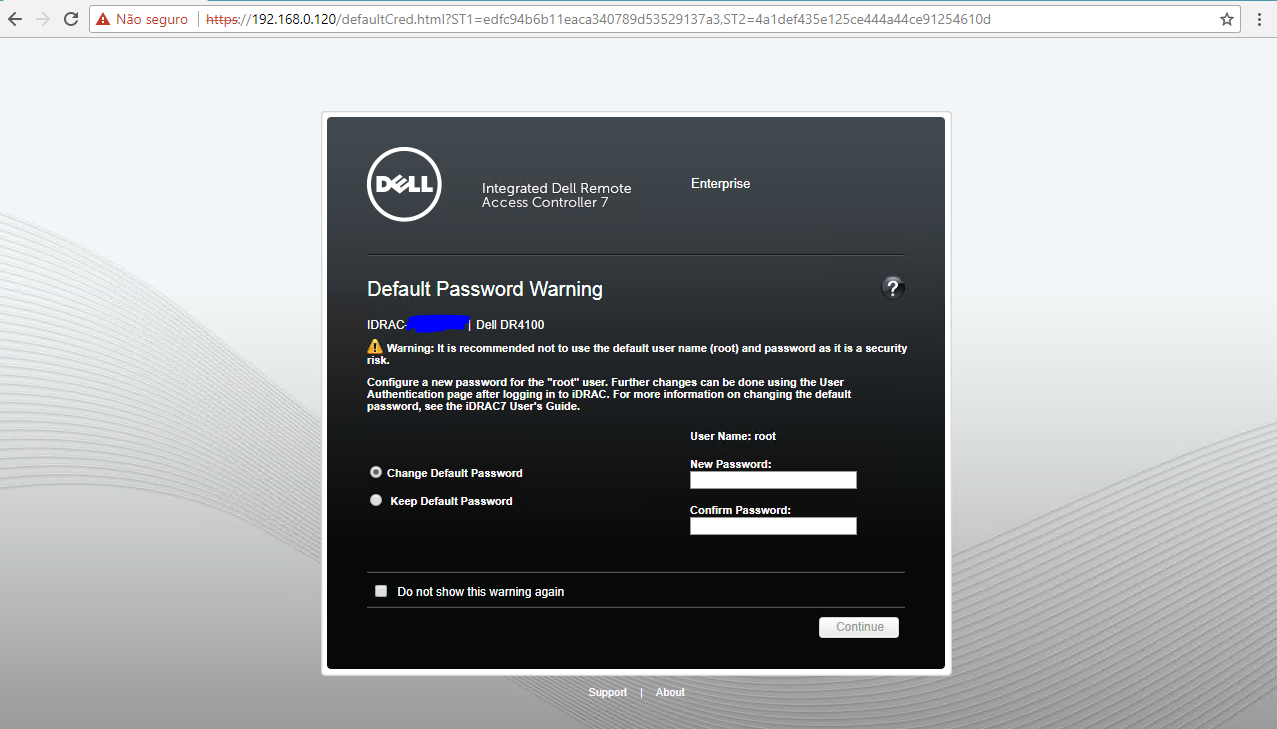 Não seguro | https://192.168.0.120/defaultCred.html?ST1=edfc94b6b11eaca340789d53529137a3,ST2=4a1def435e125ce444a44ce91254610d
DELL
Integrated Dell Remote
Access Controller 7
Enterprise
Default Password Warning
?
IDRAC- | Dell DR4100
Warning: It is recommended not to use the default user name (root) and password as it is a security
risk.
Configure a new password for the "root" user. Further changes can be done using the User
Authentication page after logging in to iDRAC. For more information on changing the default
password, see the iDRAC7 User's Guide.
User Name: root
Change Default Password
New Password:
Keep Default Password
Confirm Password:
Do not show this warning again
Continue
Support | About